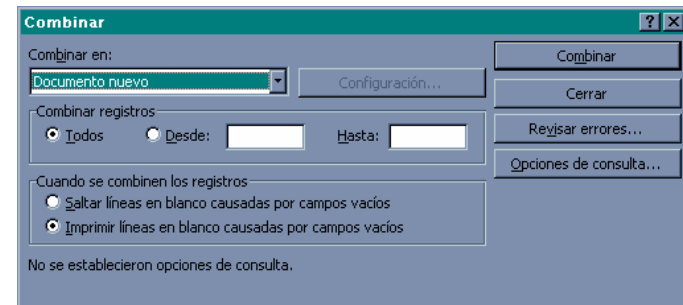 Combinar
Combinar en:
Documento nuevo
Configuración...
Combinar registros
Todos Desde: Hasta:
Cuando se combinen los registros
Saltar líneas en blanco causadas por campos vacíos
Imprimir líneas en blanco causadas por campos vacíos
No se establecieron opciones de consulta.
Combinar
Cerrar
Revisar errores...
Opciones de consulta...